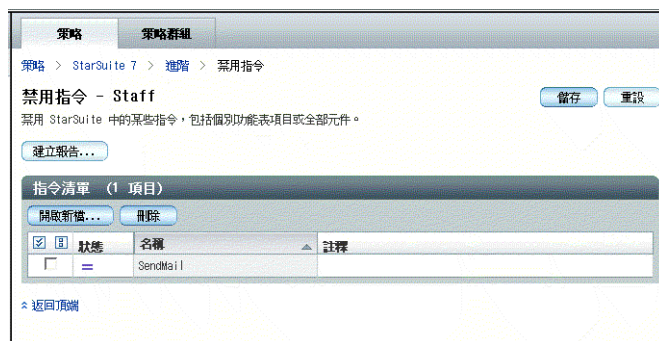 策略 策略群組
策略 > StarSuite 7 > 進階 > 禁用指令
禁用指令 - Staff
儲存 重設
禁用 StarSuite 中的某些指令，包括個別功能表項目或全部元件。
建立報告...
指令清單 (1 項目)
開啟新檔... 刪除
狀態 名稱 註釋
= SendMail
返回頂端